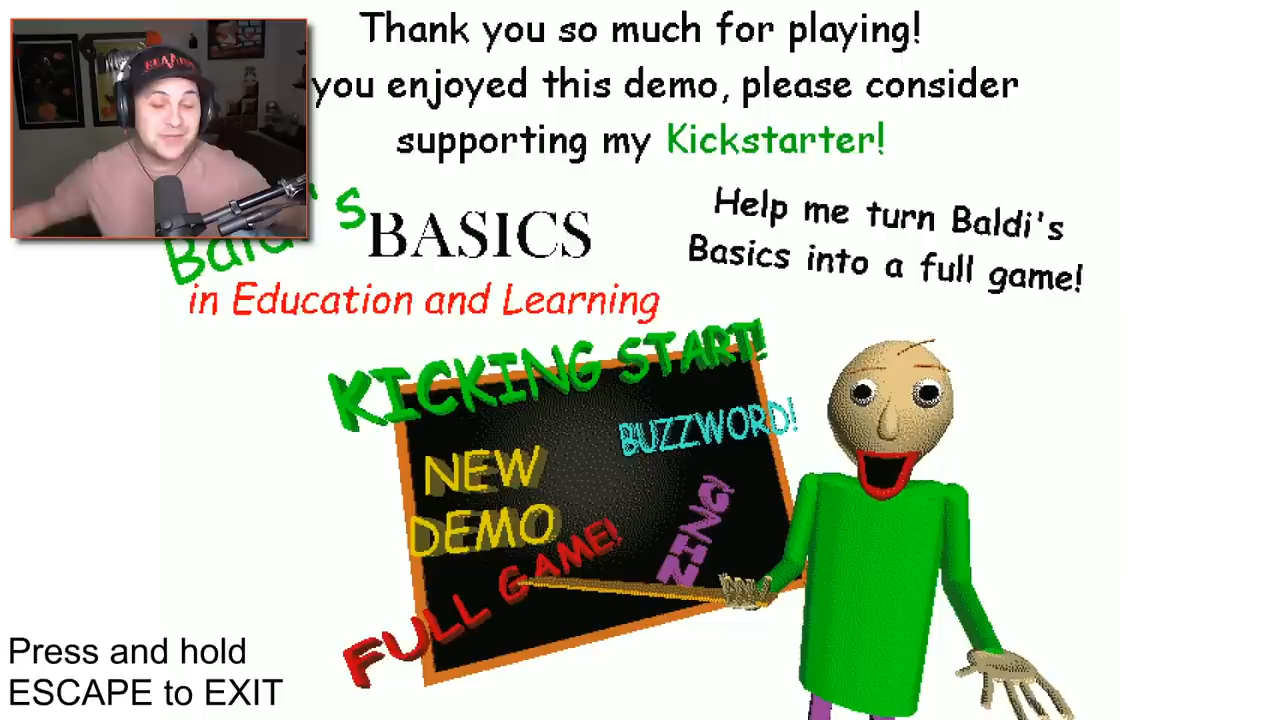 Thank you so much for playing!
you enjoyed this demo, please consider
supporting my Kickstarter!
Baldi's
BASICS
in Education and Learning
Help me turn Baldi's
Basics into a full game!
KICKING START!
BUZZWORD!
NEW
DEMO
ZING!
FULL GAME!
Press and hold
ESCAPE to EXIT